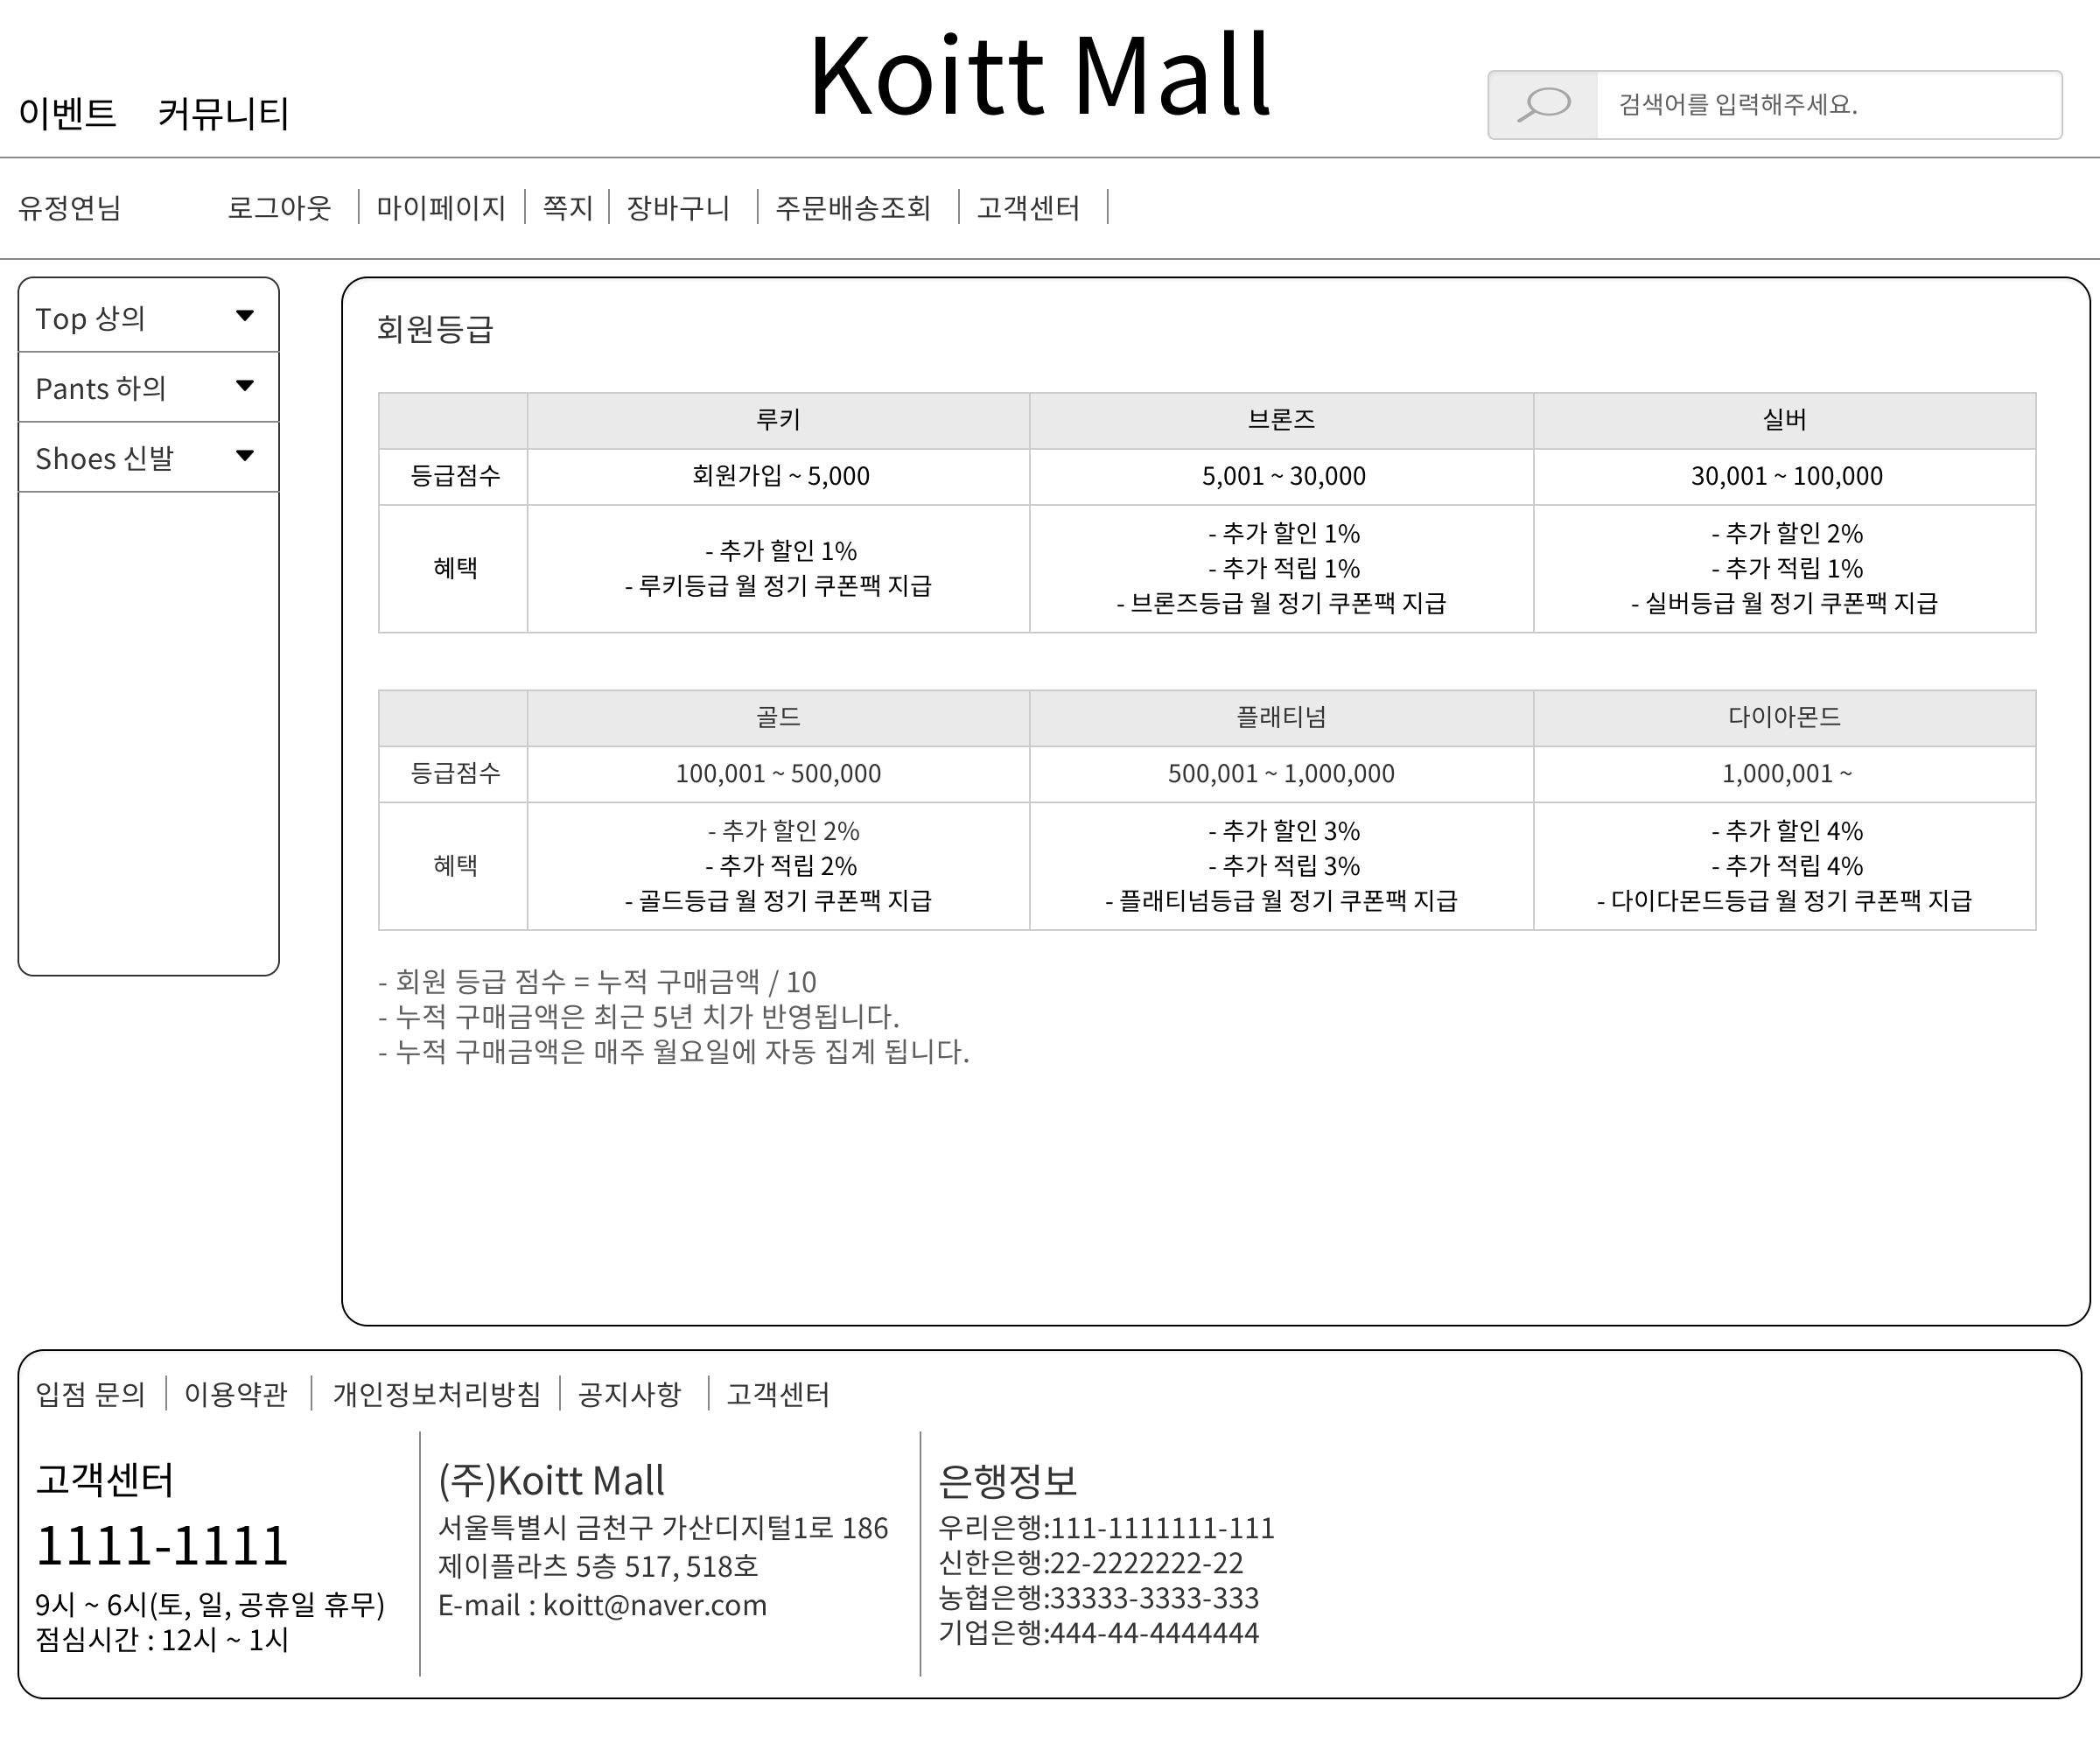 Koitt Mall
이벤트 커뮤니티
검색어를 입력해주세요.
유정연님 로그아웃 마이페이지 쪽지 장바구니 주문배송조회 고객센터
Top 상의
Pants 하의
Shoes 신발
회원등급
루키 브론즈 실버
등급점수 회원가입 ~ 5,000 5,001 ~ 30,000 30,001 ~ 100,000
혜택
- 추가 할인 1%
- 루키등급 월 정기 쿠폰팩 지급
- 추가 할인 1%
- 추가 적립 1%
- 브론즈등급 월 정기 쿠폰팩 지급
- 추가 할인 2%
- 추가 적립 1%
- 실버등급 월 정기 쿠폰팩 지급
골드 플래티넘 다이아몬드
등급점수 100,001 ~ 500,000 500,001 ~ 1,000,000 1,000,001 ~
혜택
- 추가 할인 2%
- 추가 적립 2%
- 골드등급 월 정기 쿠폰팩 지급
- 추가 할인 3%
- 추가 적립 3%
- 플래티넘등급 월 정기 쿠폰팩 지급
- 추가 할인 4%
- 추가 적립 4%
- 다이다몬드등급 월 정기 쿠폰팩 지급
- 회원 등급 점수 = 누적 구매금액 / 10
- 누적 구매금액은 최근 5년 치가 반영됩니다.
- 누적 구매금액은 매주 월요일에 자동 집계 됩니다.
입점 문의 이용약관 개인정보처리방침 공지사항 고객센터
고객센터
1111-1111
9시 ~ 6시(토, 일, 공휴일 휴무)
점심시간 : 12시 ~ 1시
(주)Koitt Mall
서울특별시 금천구 가산디지털1로 186
제이플라츠 5층 517, 518호
E-mail : koitt@naver.com
은행정보
우리은행:111-1111111-111
신한은행:22-2222222-22
농협은행:33333-3333-333
기업은행:444-44-4444444